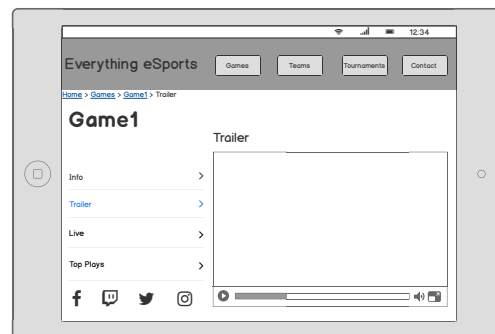 12:34
Everything eSports
Games
Teams
Tournaments
Contact
Home > Games > Game1 > Trailer
Game1
Trailer
Info
Trailer
Live
Top Plays